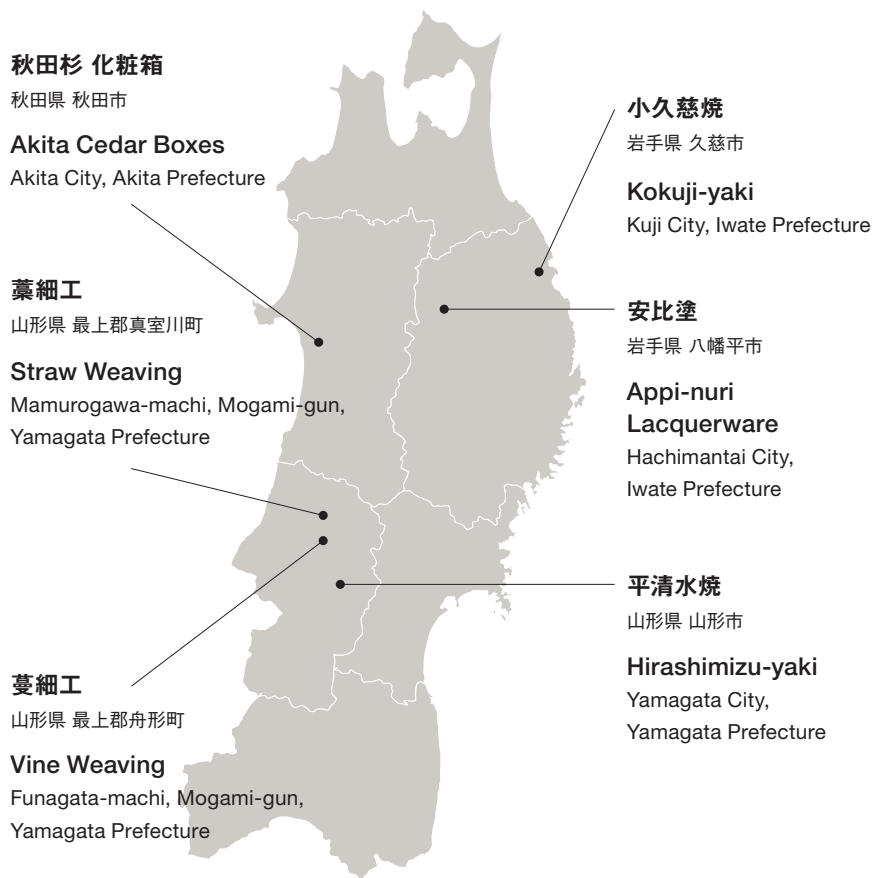 秋田杉 化粧箱
秋田県 秋田市
Akita Cedar Boxes
Akita City, Akita Prefecture
藁細工
山形県 最上郡真室川町
Straw Weaving
Mamurogawa-machi, Mogami-gun,
Yamagata Prefecture
蔓細工
山形県 最上郡舟形町
Vine Weaving
Funagata-machi, Mogami-gun,
Yamagata Prefecture
小久慈焼
岩手県 久慈市
Kokuji-yaki
Kuji City, Iwate Prefecture
安比塗
岩手県 八幡平市
Appi-nuri
Lacquerware
Hachimantai City,
Iwate Prefecture
平清水焼
山形県 山形市
Hirashimizu-yaki
Yamagata City,
Yamagata Prefecture